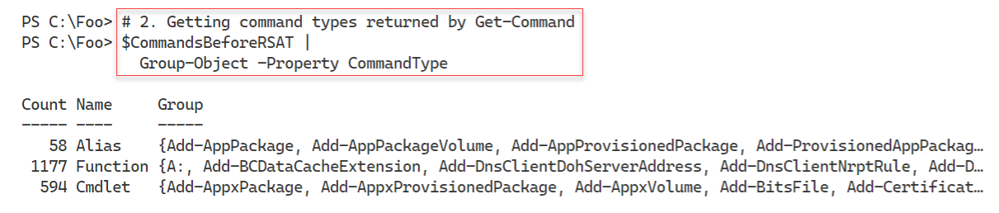 PS C:\Foo> # 2. Getting command types returned by Get-Command
PS C:\Foo> $CommandsBeforeRSAT |
             Group-Object -Property CommandType

Count Name     Group
----- ----     -----
   58 Alias    {Add-AppPackage, Add-AppPackageVolume, Add-AppProvisionedPackage, Add-ProvisionedAppPackag…
 1177 Function {A:, Add-BCDataCacheExtension, Add-DnsClientDohServerAddress, Add-DnsClientNrptRule, Add-D…
  594 Cmdlet   {Add-AppxPackage, Add-AppxProvisionedPackage, Add-AppxVolume, Add-BitsFile, Add-Certificat…